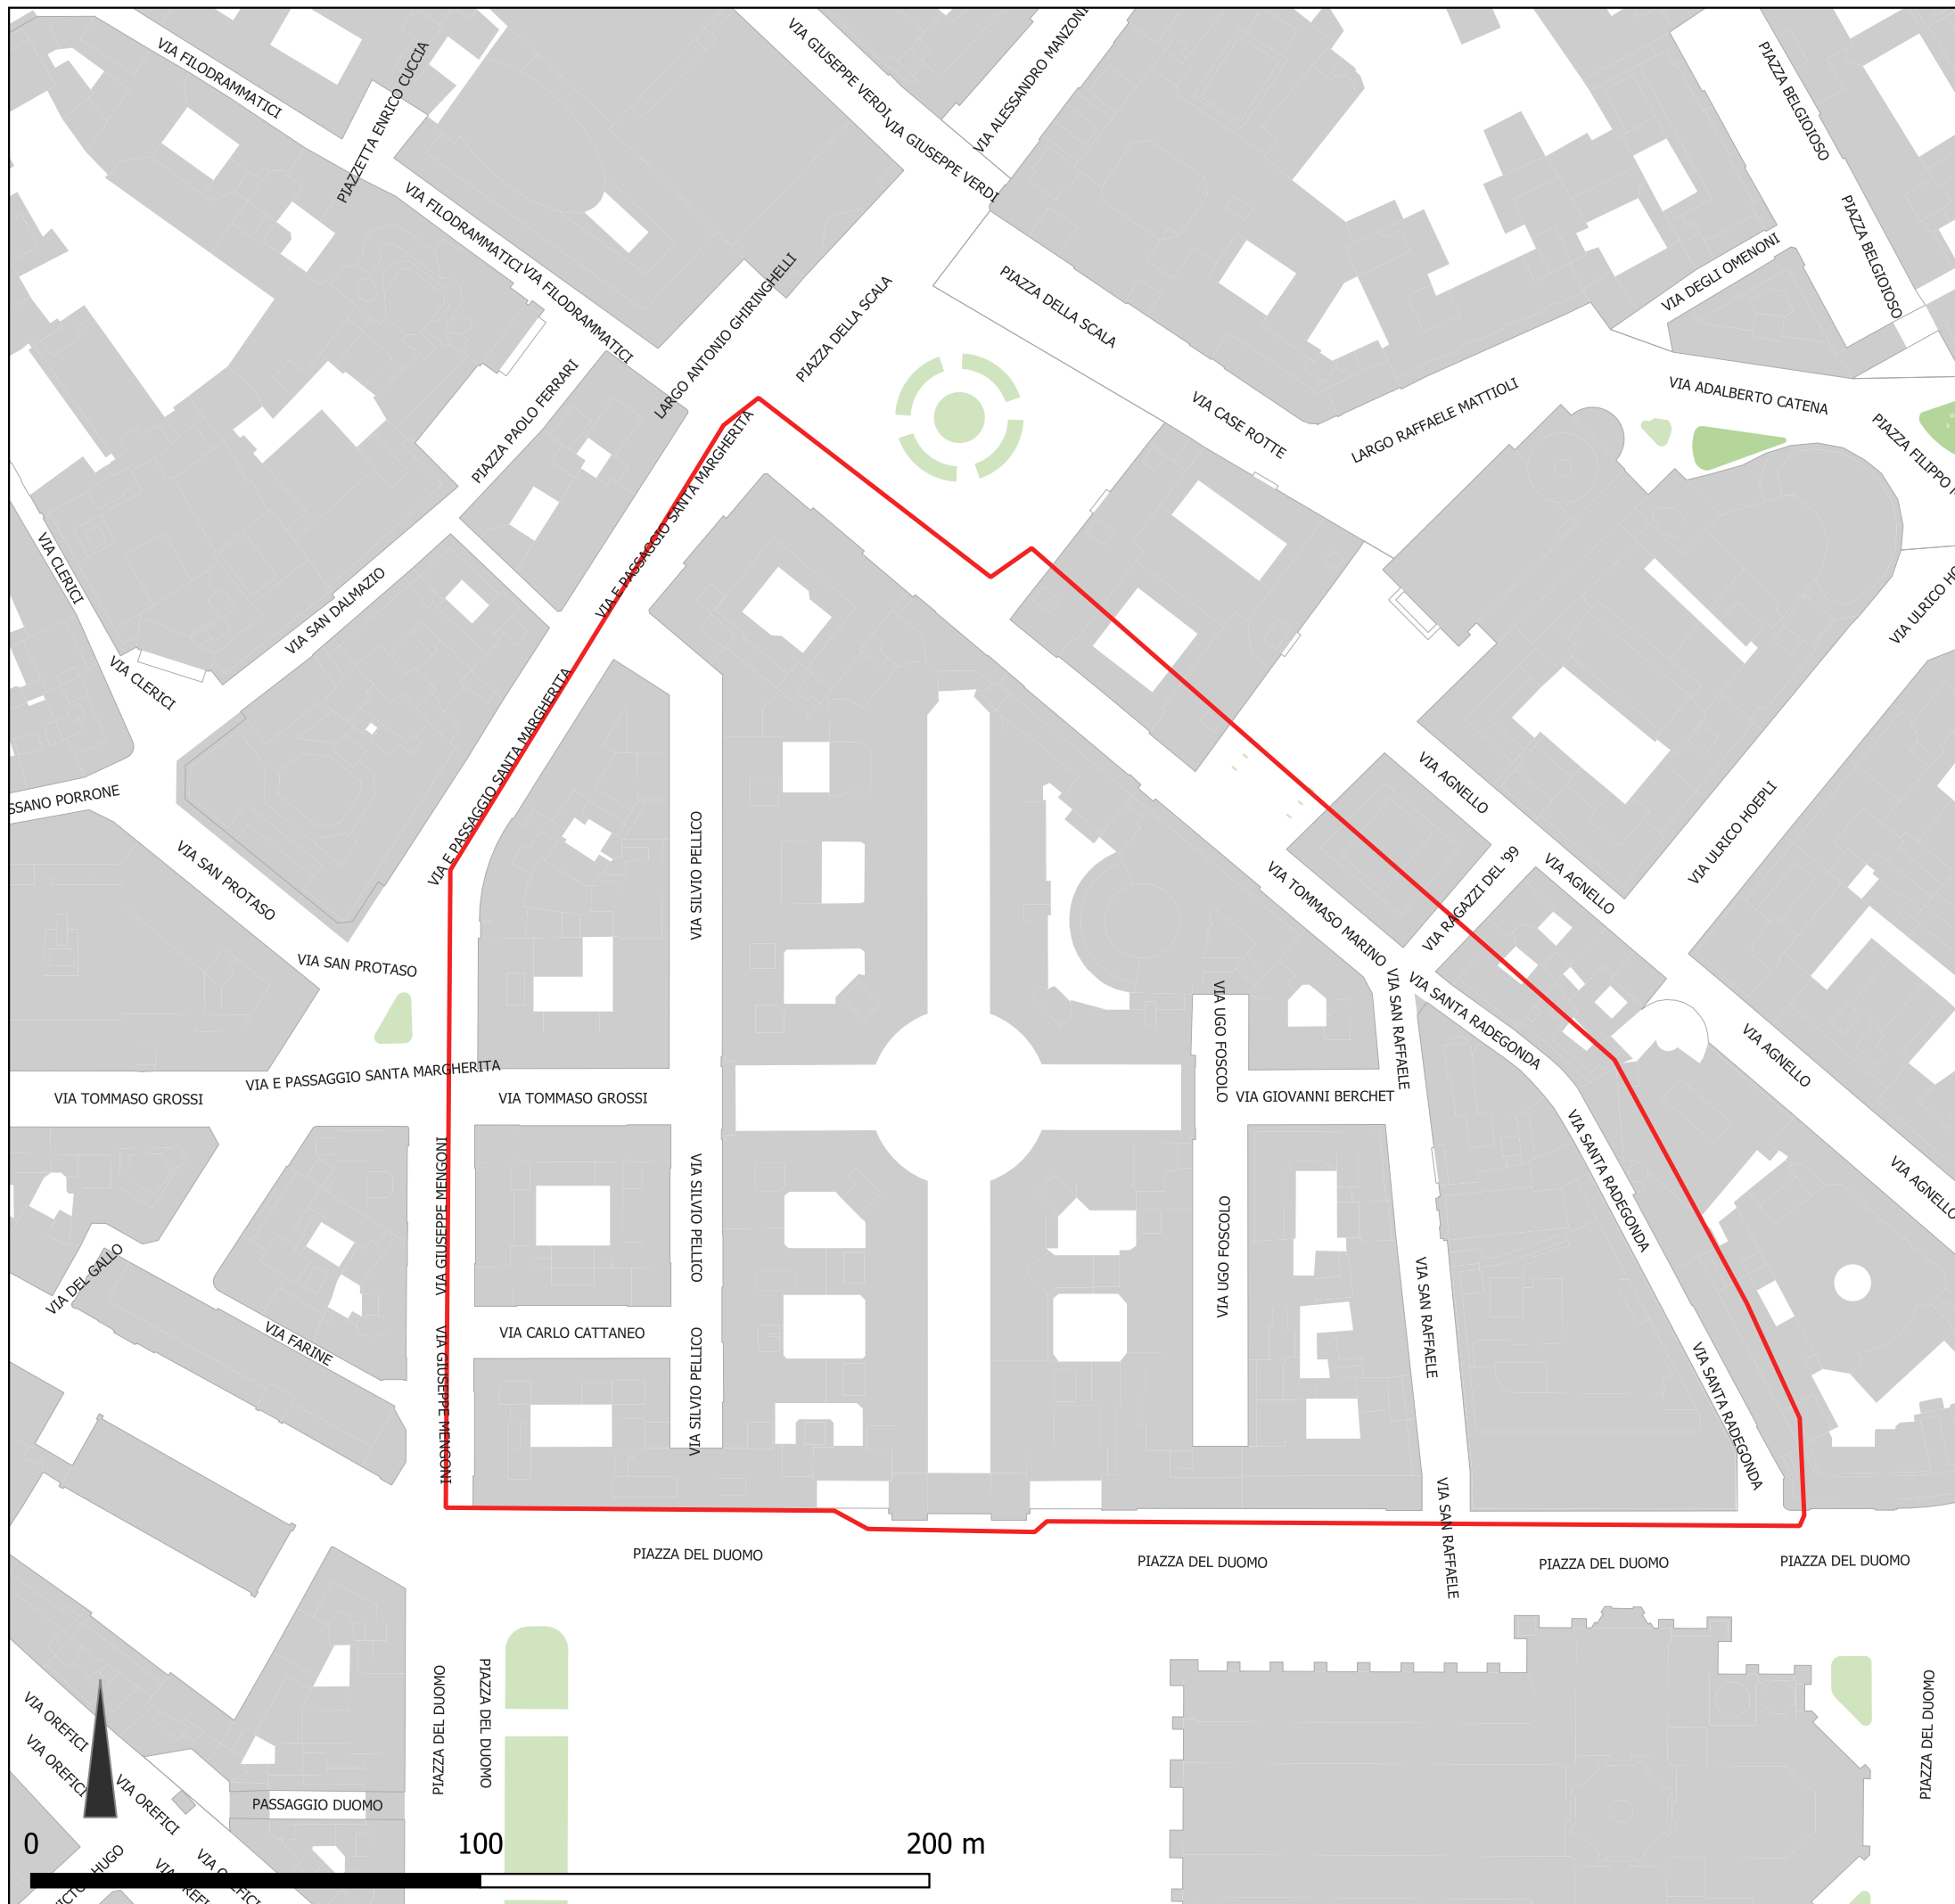 VIA FILODRAMMATICI
PIAZZETTA ENRICO CUCCIA
VIA GIUSEPPE VERDI
VIA ALESSANDRO MANZONI
PIAZZA BELGIOIOSO
VIA GIUSEPPE VERDI
VIA FILODRAMMATICI
VIA FILODRAMMATICI
LARGO ANTONIO GHIRINGHELLI
PIAZZA DELLA SCALA
PIAZZA DELLA SCALA
VIA DEGLI OMENONI
PIAZZA BELGIOIOSO
PIAZZA PAOLO FERRARI
VIA CASE ROTTE
LARGO RAFFAELE MATTIOLI
VIA ADALBERTO CATENA
PIAZZA FILIPPO
VIA E PASSAGGIO SANTA MARGHERITA
VIA CLERICI
VIA SAN DALMAZIO
VIA CLERICI
VIA ULRICO HO
VIA E PASSAGGIO SANTA MARGHERITA
SSANO PORRONE
VIA SAN PROTASO
VIA SILVIO PELLICO
VIA AGNELLO
VIA ULRICO HOEPLI
VIA TOMMASO MARINO
VIA RAGAZZI DEL '99
VIA AGNELLO
VIA SAN PROTASO
VIA UGO FOSCOLO
VIA SAN RAFFAELE
VIA SANTA RADEGONDA
VIA AGNELLO
VIA E PASSAGGIO SANTA MARGHERITA
VIA TOMMASO GROSSI
VIA TOMMASO GROSSI
VIA GIOVANNI BERCHET
VIA GIUSEPPE MENGONI
VIA SILVIO PELLICO
VIA UGO FOSCOLO
VIA SANTA RADEGONDA
VIA AGNELLO
VIA DEL GALLO
VIA FARINE
VIA CARLO CATTANEO
VIA GIUSEPPE MENGONI
VIA SILVIO PELLICO
VIA SAN RAFFAELE
VIA SANTA RADEGONDA
VIA SAN RAFFAELE
PIAZZA DEL DUOMO
PIAZZA DEL DUOMO
PIAZZA DEL DUOMO
PIAZZA DEL DUOMO
PIAZZA DEL DUOMO
PIAZZA DEL DUOMO
PIAZZA DEL DUOMO
VIA OREFICI
VIA OREFICI
VIA OREFICI
PASSAGGIO DUOMO
HUGO
0
100
200 m